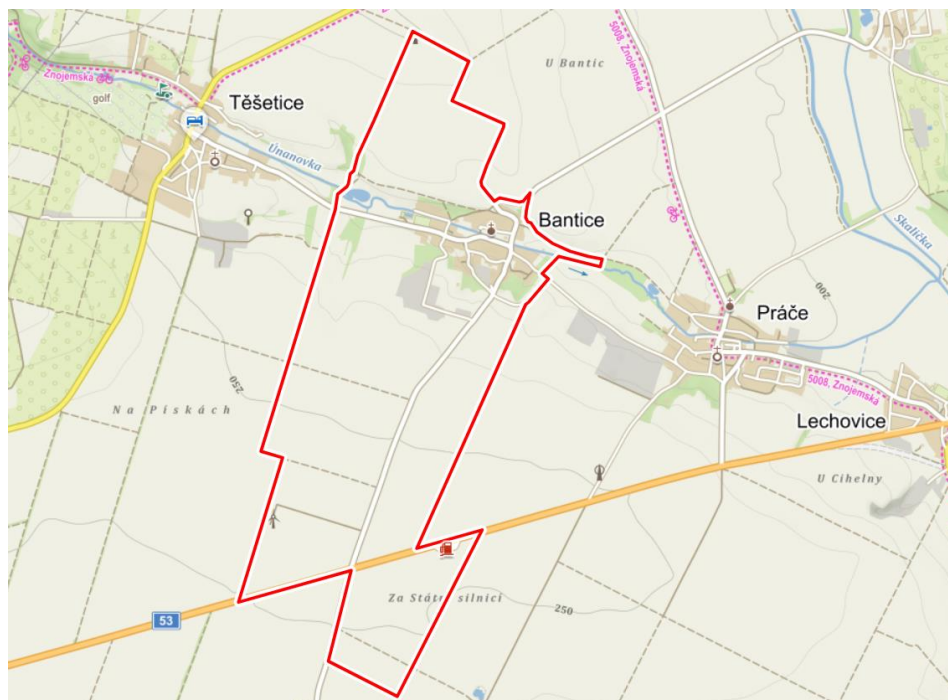 5008, Znojemská
U Bantic
Znojemská
golf
Těšetice
Únanovka
Bantice
Skalička
200
Práče
5008, Znojemská
250
Na Pískách
Lechovice
U Cihelny
Za Státní silnicí
250
53